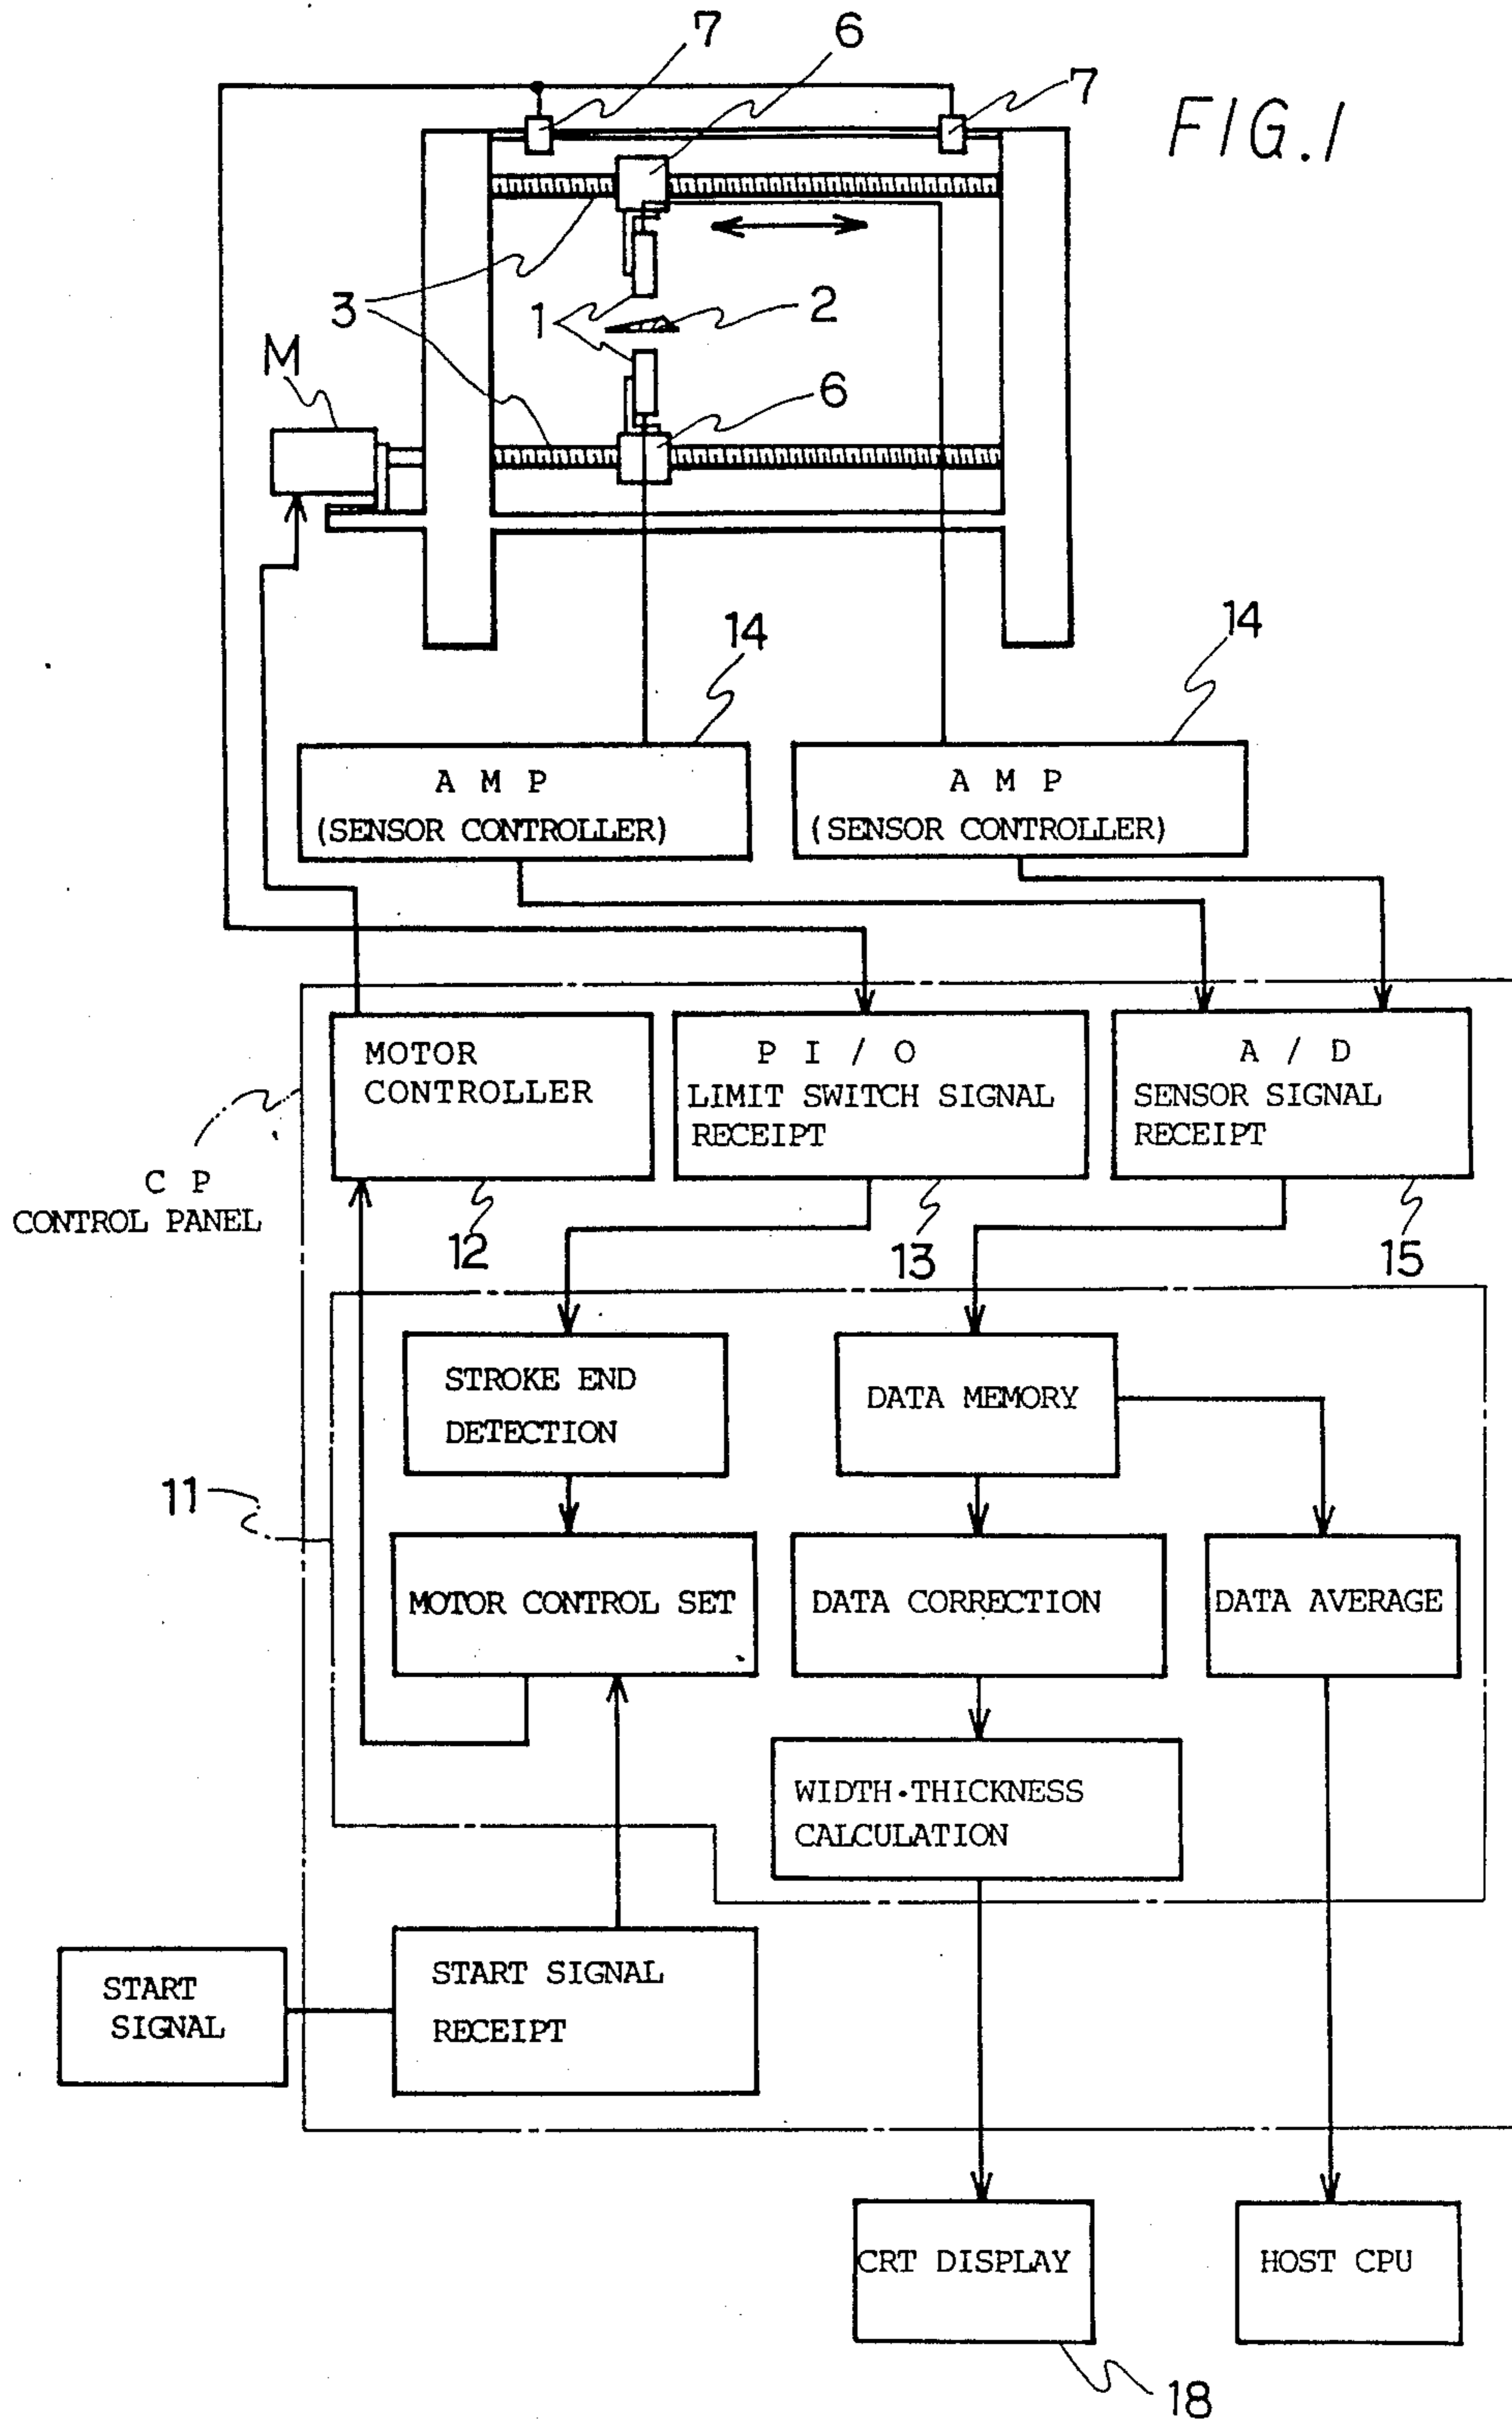 7
6
7
FIG.1
3
1
2
M
6
14
14
A M P
(SENSOR CONTROLLER)
A M P
(SENSOR CONTROLLER)
MOTOR
CONTROLLER
P I / O
LIMIT SWITCH SIGNAL
RECEIPT
A / D
SENSOR SIGNAL
RECEIPT
C P
CONTROL PANEL
12
13
15
STROKE END
DETECTION
DATA MEMORY
11
MOTOR CONTROL SET
DATA CORRECTION
DATA AVERAGE
WIDTH·THICKNESS
CALCULATION
START
SIGNAL
START SIGNAL
RECEIPT
CRT DISPLAY
HOST CPU
18